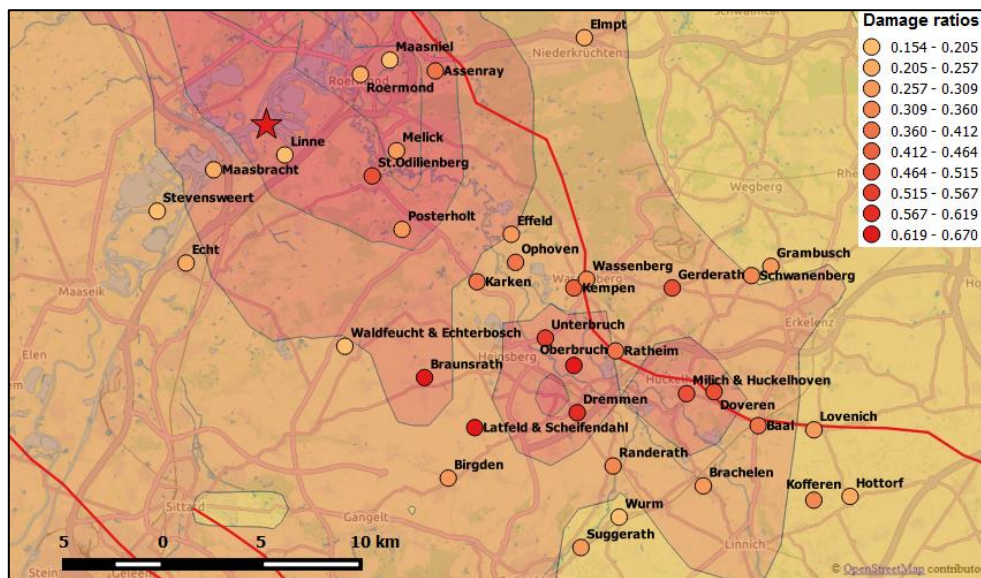 Damage ratios
0.154 - 0.205
0.205 - 0.257
0.257 - 0.309
0.309 - 0.360
0.360 - 0.412
0.412 - 0.464
0.464 - 0.515
0.515 - 0.567
0.567 - 0.619
0.619 - 0.670
Elmpt
Niederkrüchten
Maasniel
Assenray
Roermond
Roermond
Linne
Melick
Maasbracht
St.Odilienberg
Wegberg
Stevensweert
Posterholt
Effeld
Echt
Ophoven
Wassenberg
Grambusch
Gerderath
Schwanenberg
Karken
Kempen
Maaseik
Erkelenz
Waldfeucht & Echterbosch
Unterbruch
Elen
Heinsberg
Oberbruch
Ratheim
Braunsrath
Milich & Huckelhoven
Dremmen
Doveren
Latfeld & Scheifendahl
Baal
Lovenich
Birgden
Randerath
Brachelen
Kofferen
Hottorf
Sittard
Gangelt
Wurm
Suggerath
Linnich
5 0 5 10 km
Geleen
© OpenStreetMap contributo